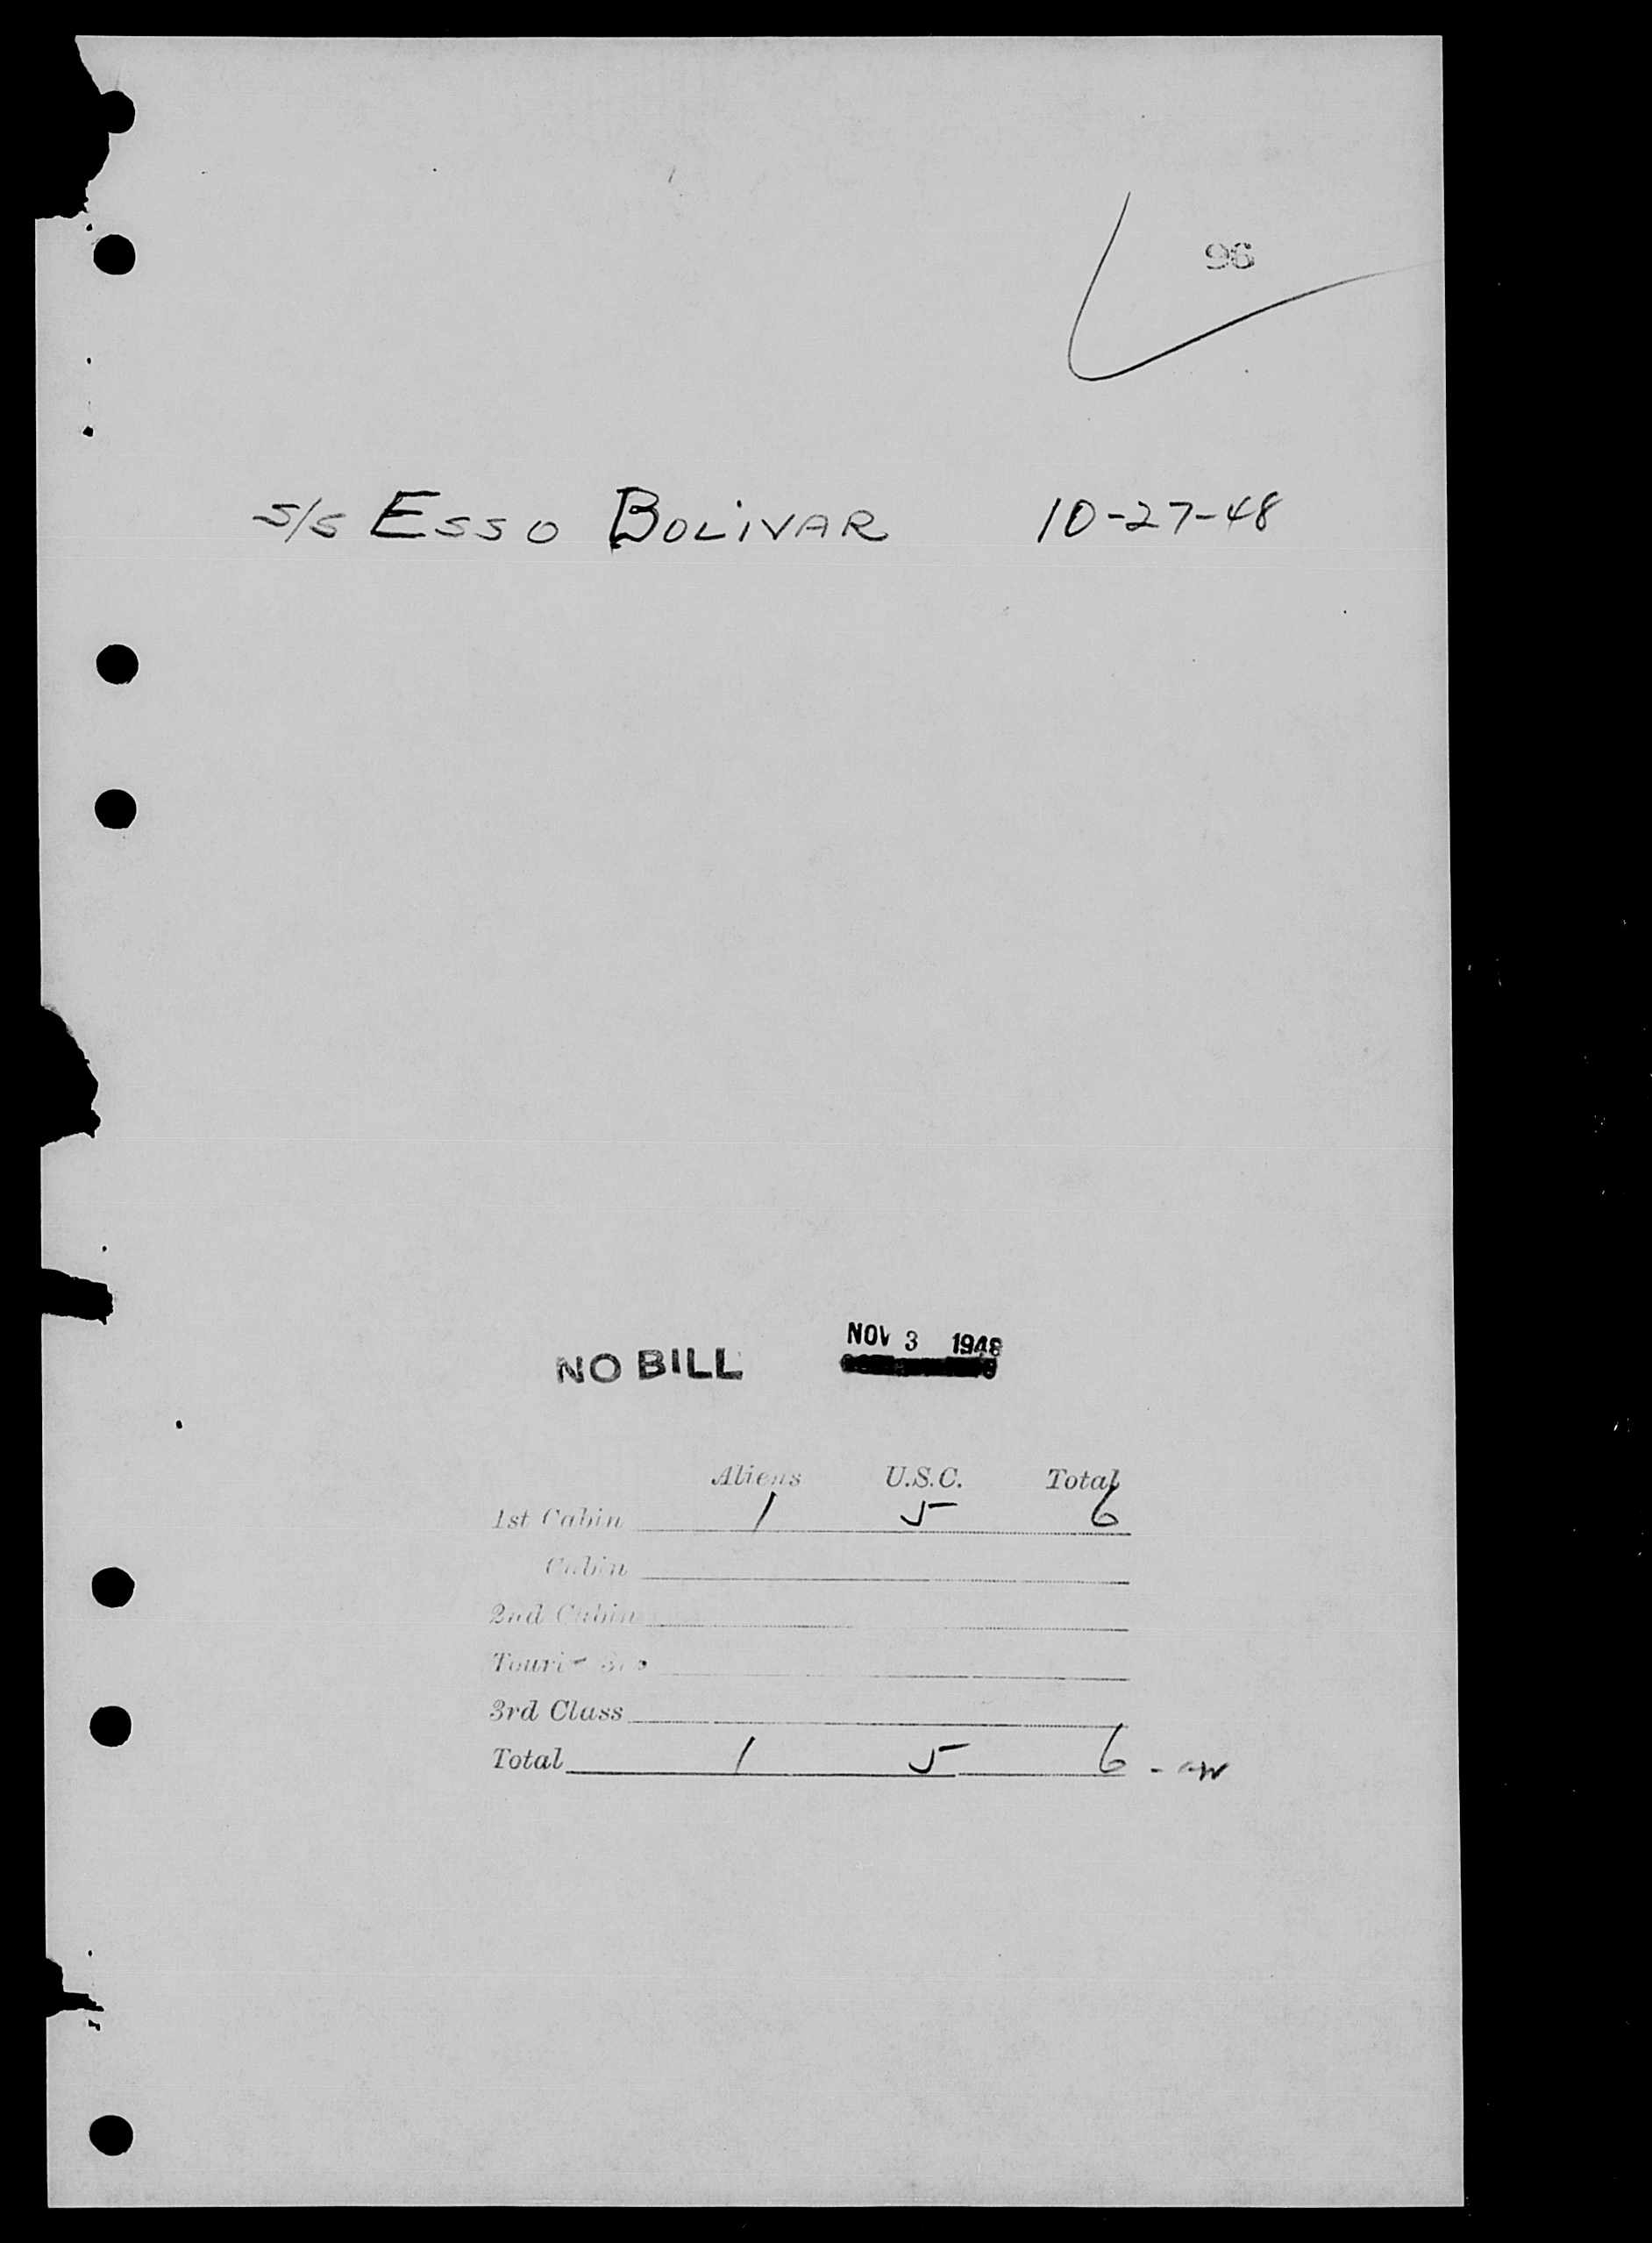 96
S/S ESSO BOLIVAR 10-27-48
NO BILL NOV 3 1948
Aliens U.S.C. Total
1st Cabin 1 5 6
Cabin
2nd Cabin
3rd Class
Total 1 5 6